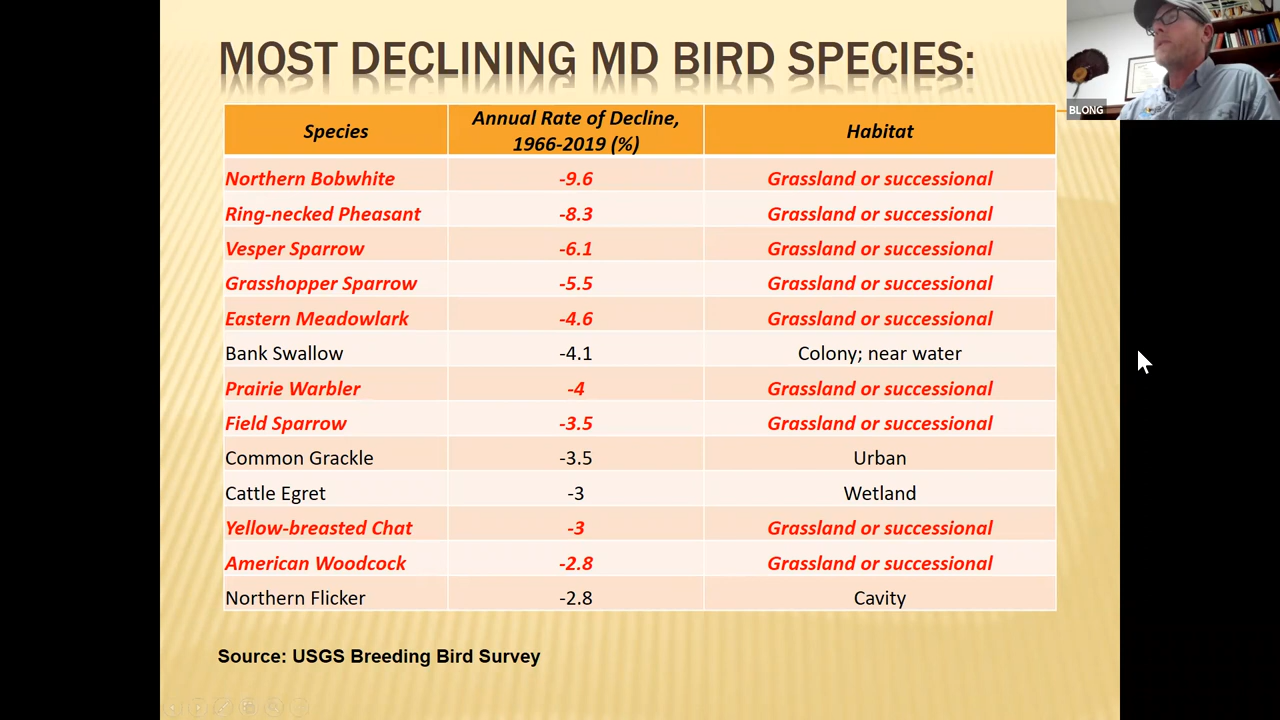 MOST DECLINING MD BIRD SPECIES:
BLONG
Species Annual Rate of Decline, 1966-2019 (%) Habitat
Northern Bobwhite -9.6 Grassland or successional
Ring-necked Pheasant -8.3 Grassland or successional
Vesper Sparrow -6.1 Grassland or successional
Grasshopper Sparrow -5.5 Grassland or successional
Eastern Meadowlark -4.6 Grassland or successional
Bank Swallow -4.1 Colony; near water
Prairie Warbler -4 Grassland or successional
Field Sparrow -3.5 Grassland or successional
Common Grackle -3.5 Urban
Cattle Egret -3 Wetland
Yellow-breasted Chat -3 Grassland or successional
American Woodcock -2.8 Grassland or successional
Northern Flicker -2.8 Cavity
Source: USGS Breeding Bird Survey